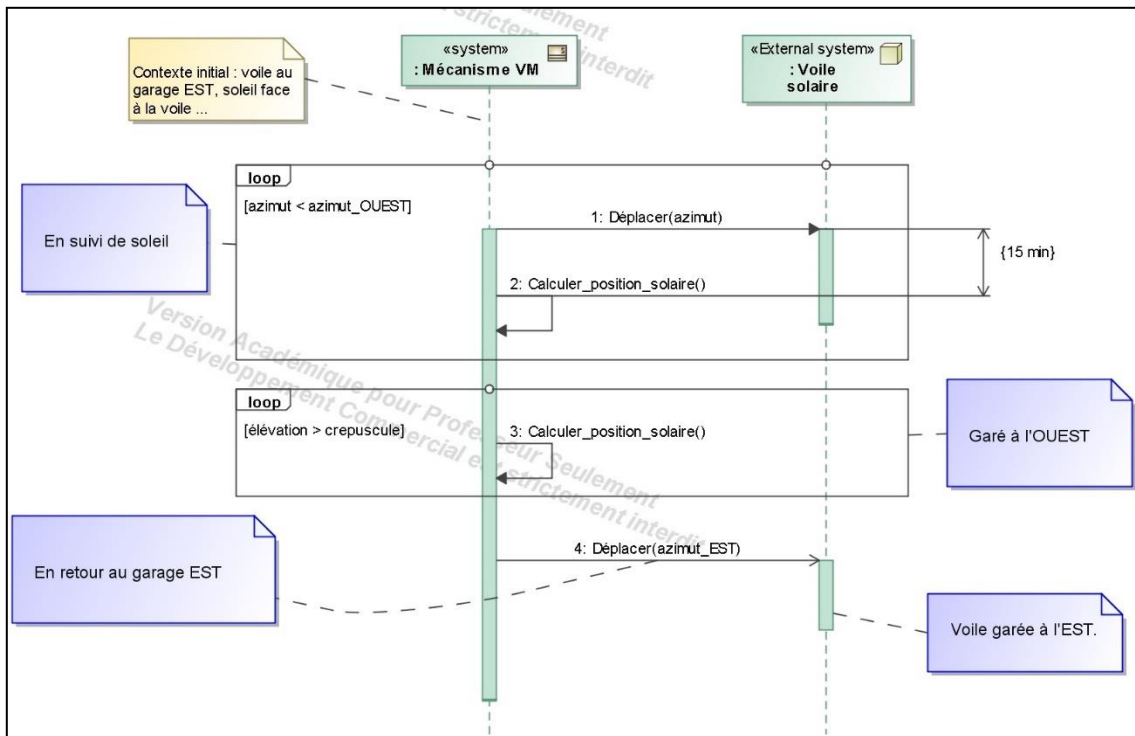 Seulement
strictement interdit
Contexte initial : voile au
garage EST, soleil face
à la voile ...
«system»
: Mécanisme VM
«External system»
: Voile
solaire
loop
[azimut < azimut_OUEST]
En suivi de soleil
1: Déplacer(azimut)
{15 min}
2: Calculer_position_solaire()
Version Académique pour Professeur Seulement
Le Développement Commercial est strictement interdit
loop
[élévation > crepuscule]
3: Calculer_position_solaire()
Garé à l'OUEST
4: Déplacer(azimut_EST)
En retour au garage EST
Voile garée à l'EST.